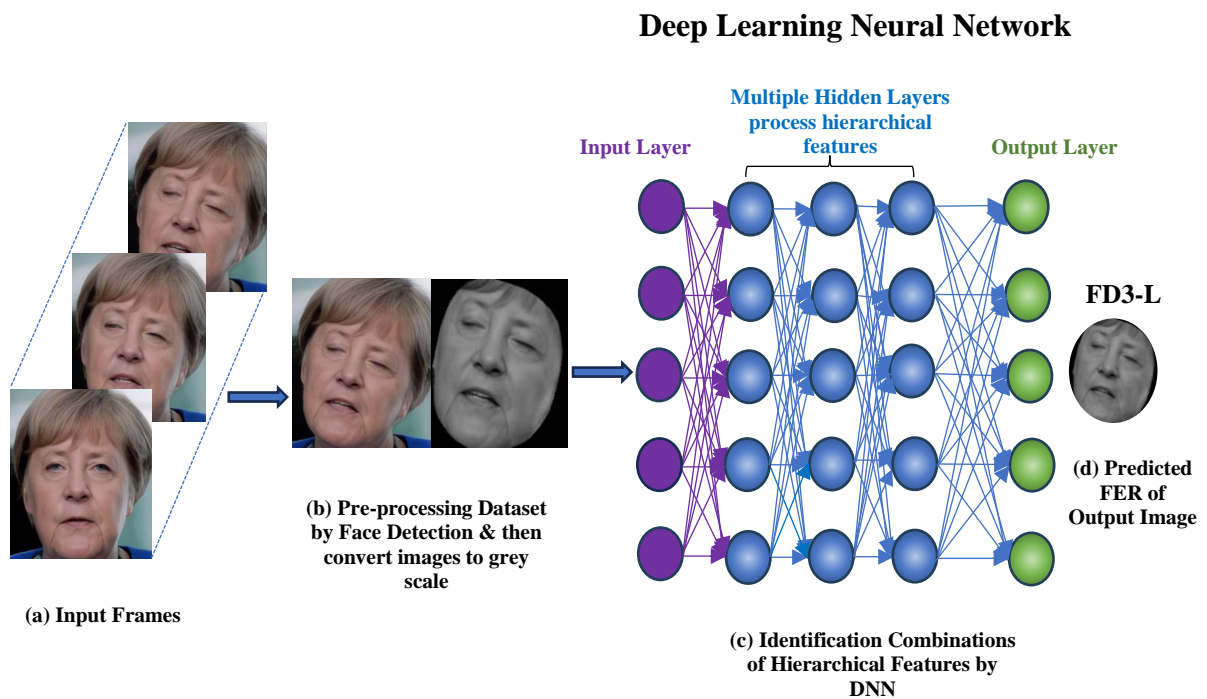 Deep Learning Neural Network
Multiple Hidden Layers
process hierarchical
features
Input Layer
Output Layer
FD3-L
(d) Predicted
FER of
Output Image
(b) Pre-processing Dataset
by Face Detection & then
convert images to grey
scale
(a) Input Frames
(c) Identification Combinations
of Hierarchical Features by
DNN